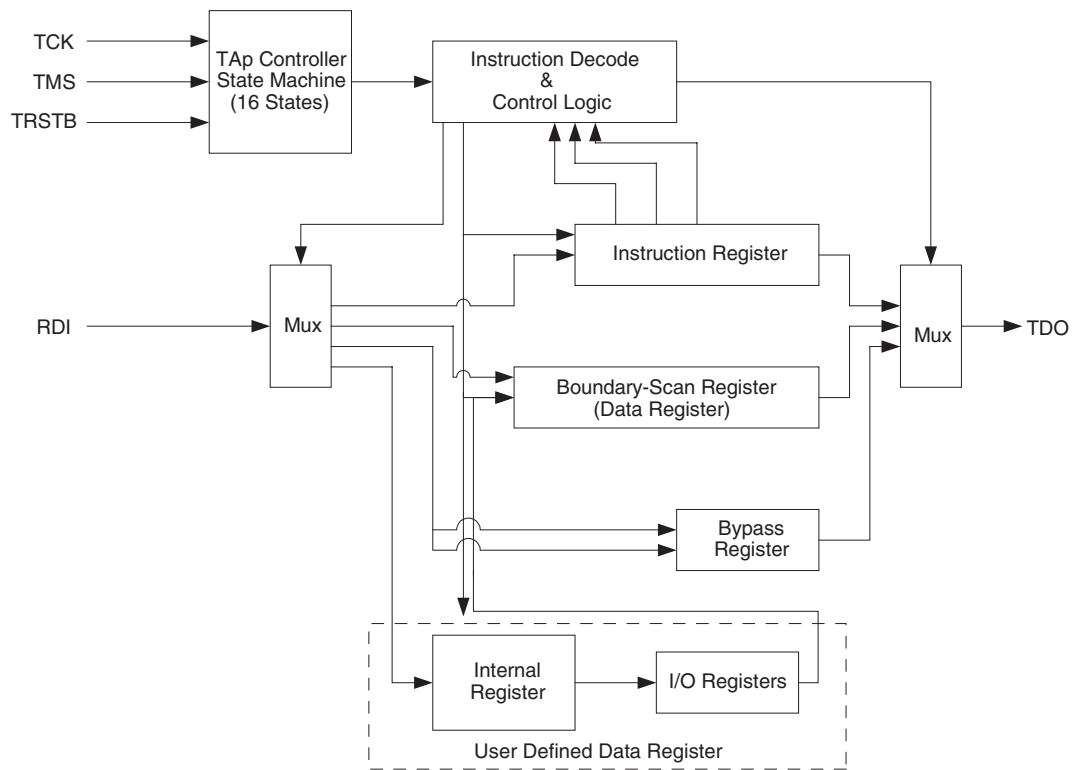 TCK
TMS
TRSTB
TAp Controller
State Machine
(16 States)
Instruction Decode
&
Control Logic
Instruction Register
RDI
Mux
Mux
TDO
Boundary-Scan Register
(Data Register)
Bypass
Register
Internal
Register
I/O Registers
User Defined Data Register